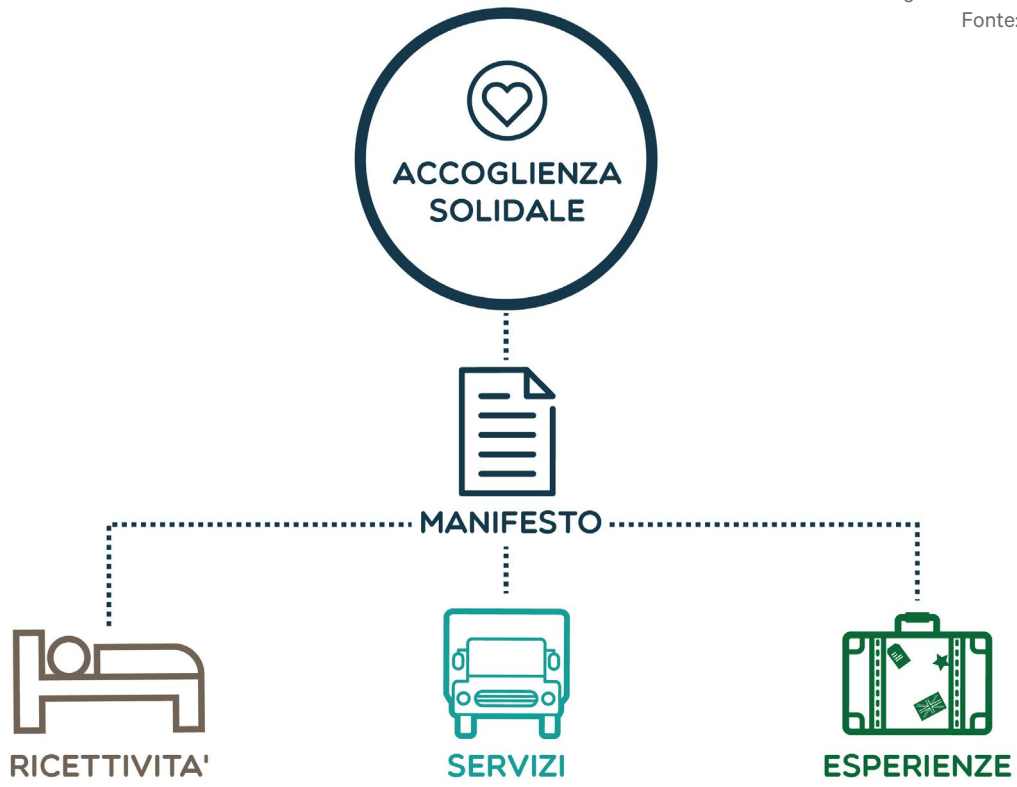 Fonte:
ACCOGLIENZA
SOLIDALE
MANIFESTO
RICETTIVITA'
SERVIZI
ESPERIENZE